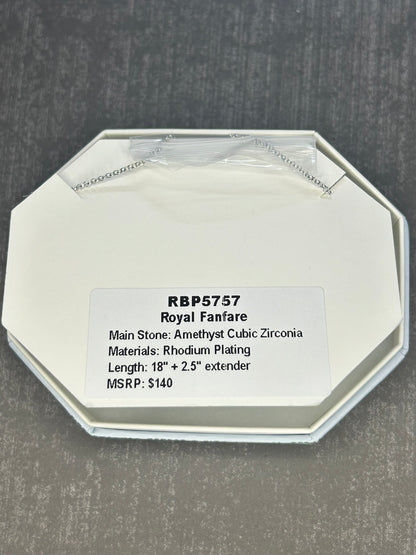 RBP5757
Royal Fanfare
Main Stone: Amethyst Cubic Zirconia
Materials: Rhodium Plating
Length: 18" + 2.5" extender
MSRP: $140